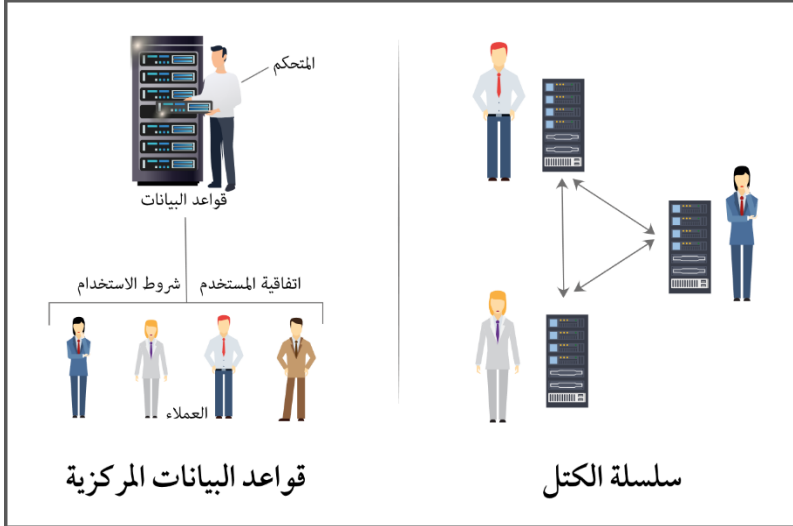 المتحكم
قواعد البيانات
اتفاقية المستخدم
شروط الاستخدام
العملاء
سلسلة الكتل
قواعد البيانات المركزية